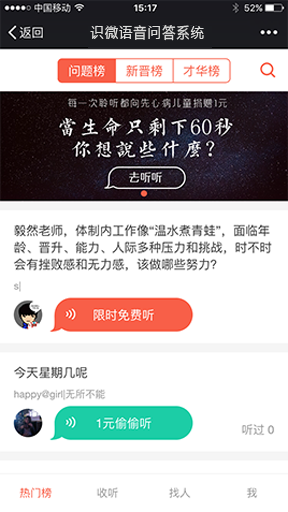 中国移动
15:17
52%
返回
识微语音问答系统
问题榜 新晋榜 才华榜
每一次聆听都向先心病儿童捐赠1元
當生命只剩下60秒
你想說些什麼?
去听听
毅然老师，体制内工作像“温水煮青蛙”，面临年
龄、晋升、能力、人际多种压力和挑战，时不时
会有挫败感和无力感，该做哪些努力?
s|
限时免费听
今天星期几呢
happy@girl|无所不能
1元偷偷听
听过 0
热门榜 收听 找人 我